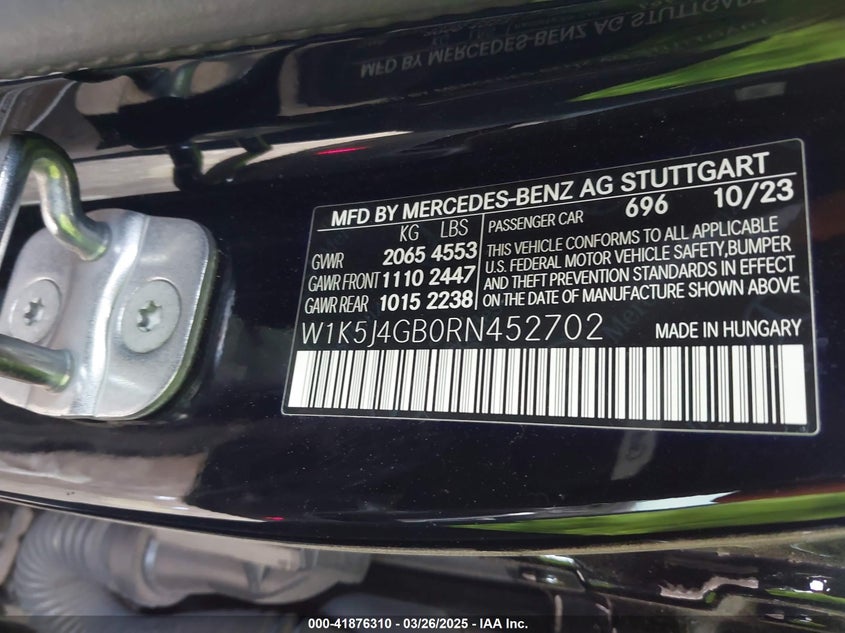 MFD BY MERCEDES-BENZ AG STUTTGART
MFD BY MERCEDES-BENZ AG STUTTGART
KG LBS
GVWR 2065 4553
GAWR FRONT 1110 2447
GAWR REAR 1015 2238
PASSENGER CAR 696 10/23
THIS VEHICLE CONFORMS TO ALL APPLICABLE
U.S. FEDERAL MOTOR VEHICLE SAFETY,BUMPER
AND THEFT PREVENTION STANDARDS IN EFFECT
ON THE DATE OF MANUFACTURE SHOWN ABOVE
W1K5J4GB0RN452702 MADE IN HUNGARY
000-41876310 - 03/26/2025 - IAA Inc.